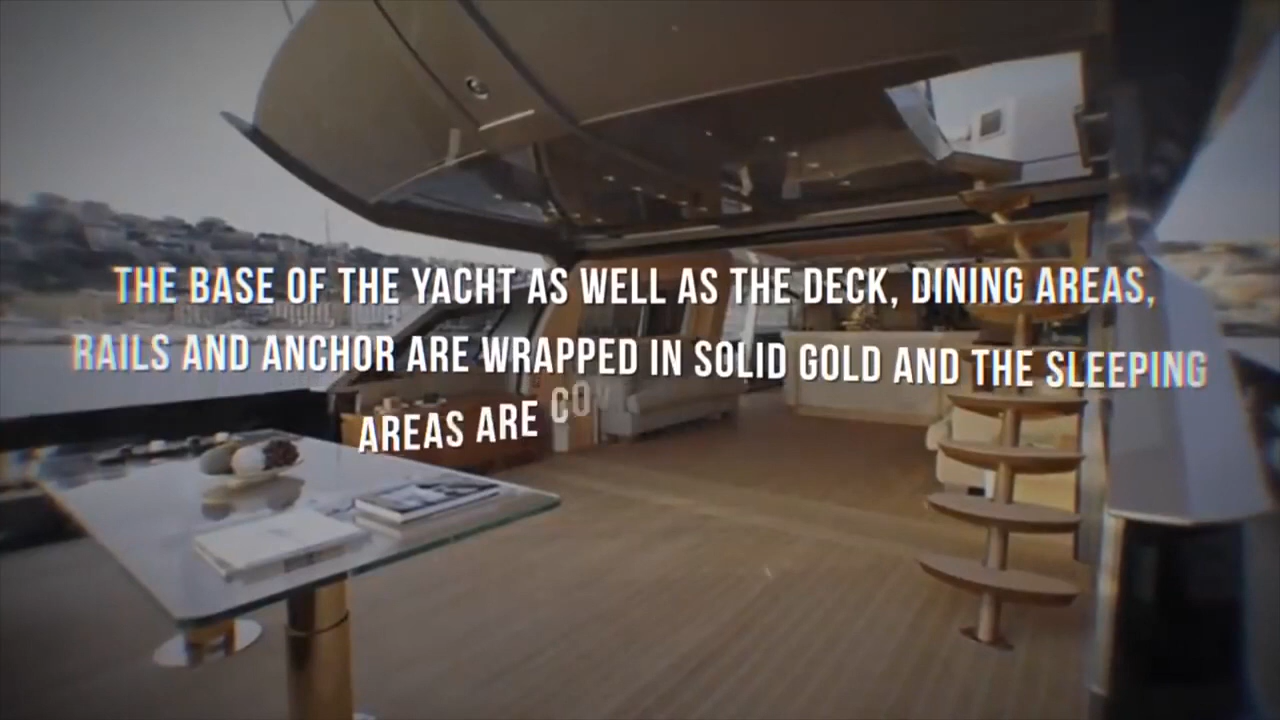 THE BASE OF THE YACHT AS WELL AS THE DECK, DINING AREAS,
RAILS AND ANCHOR ARE WRAPPED IN SOLID GOLD AND THE SLEEPING
AREAS ARE